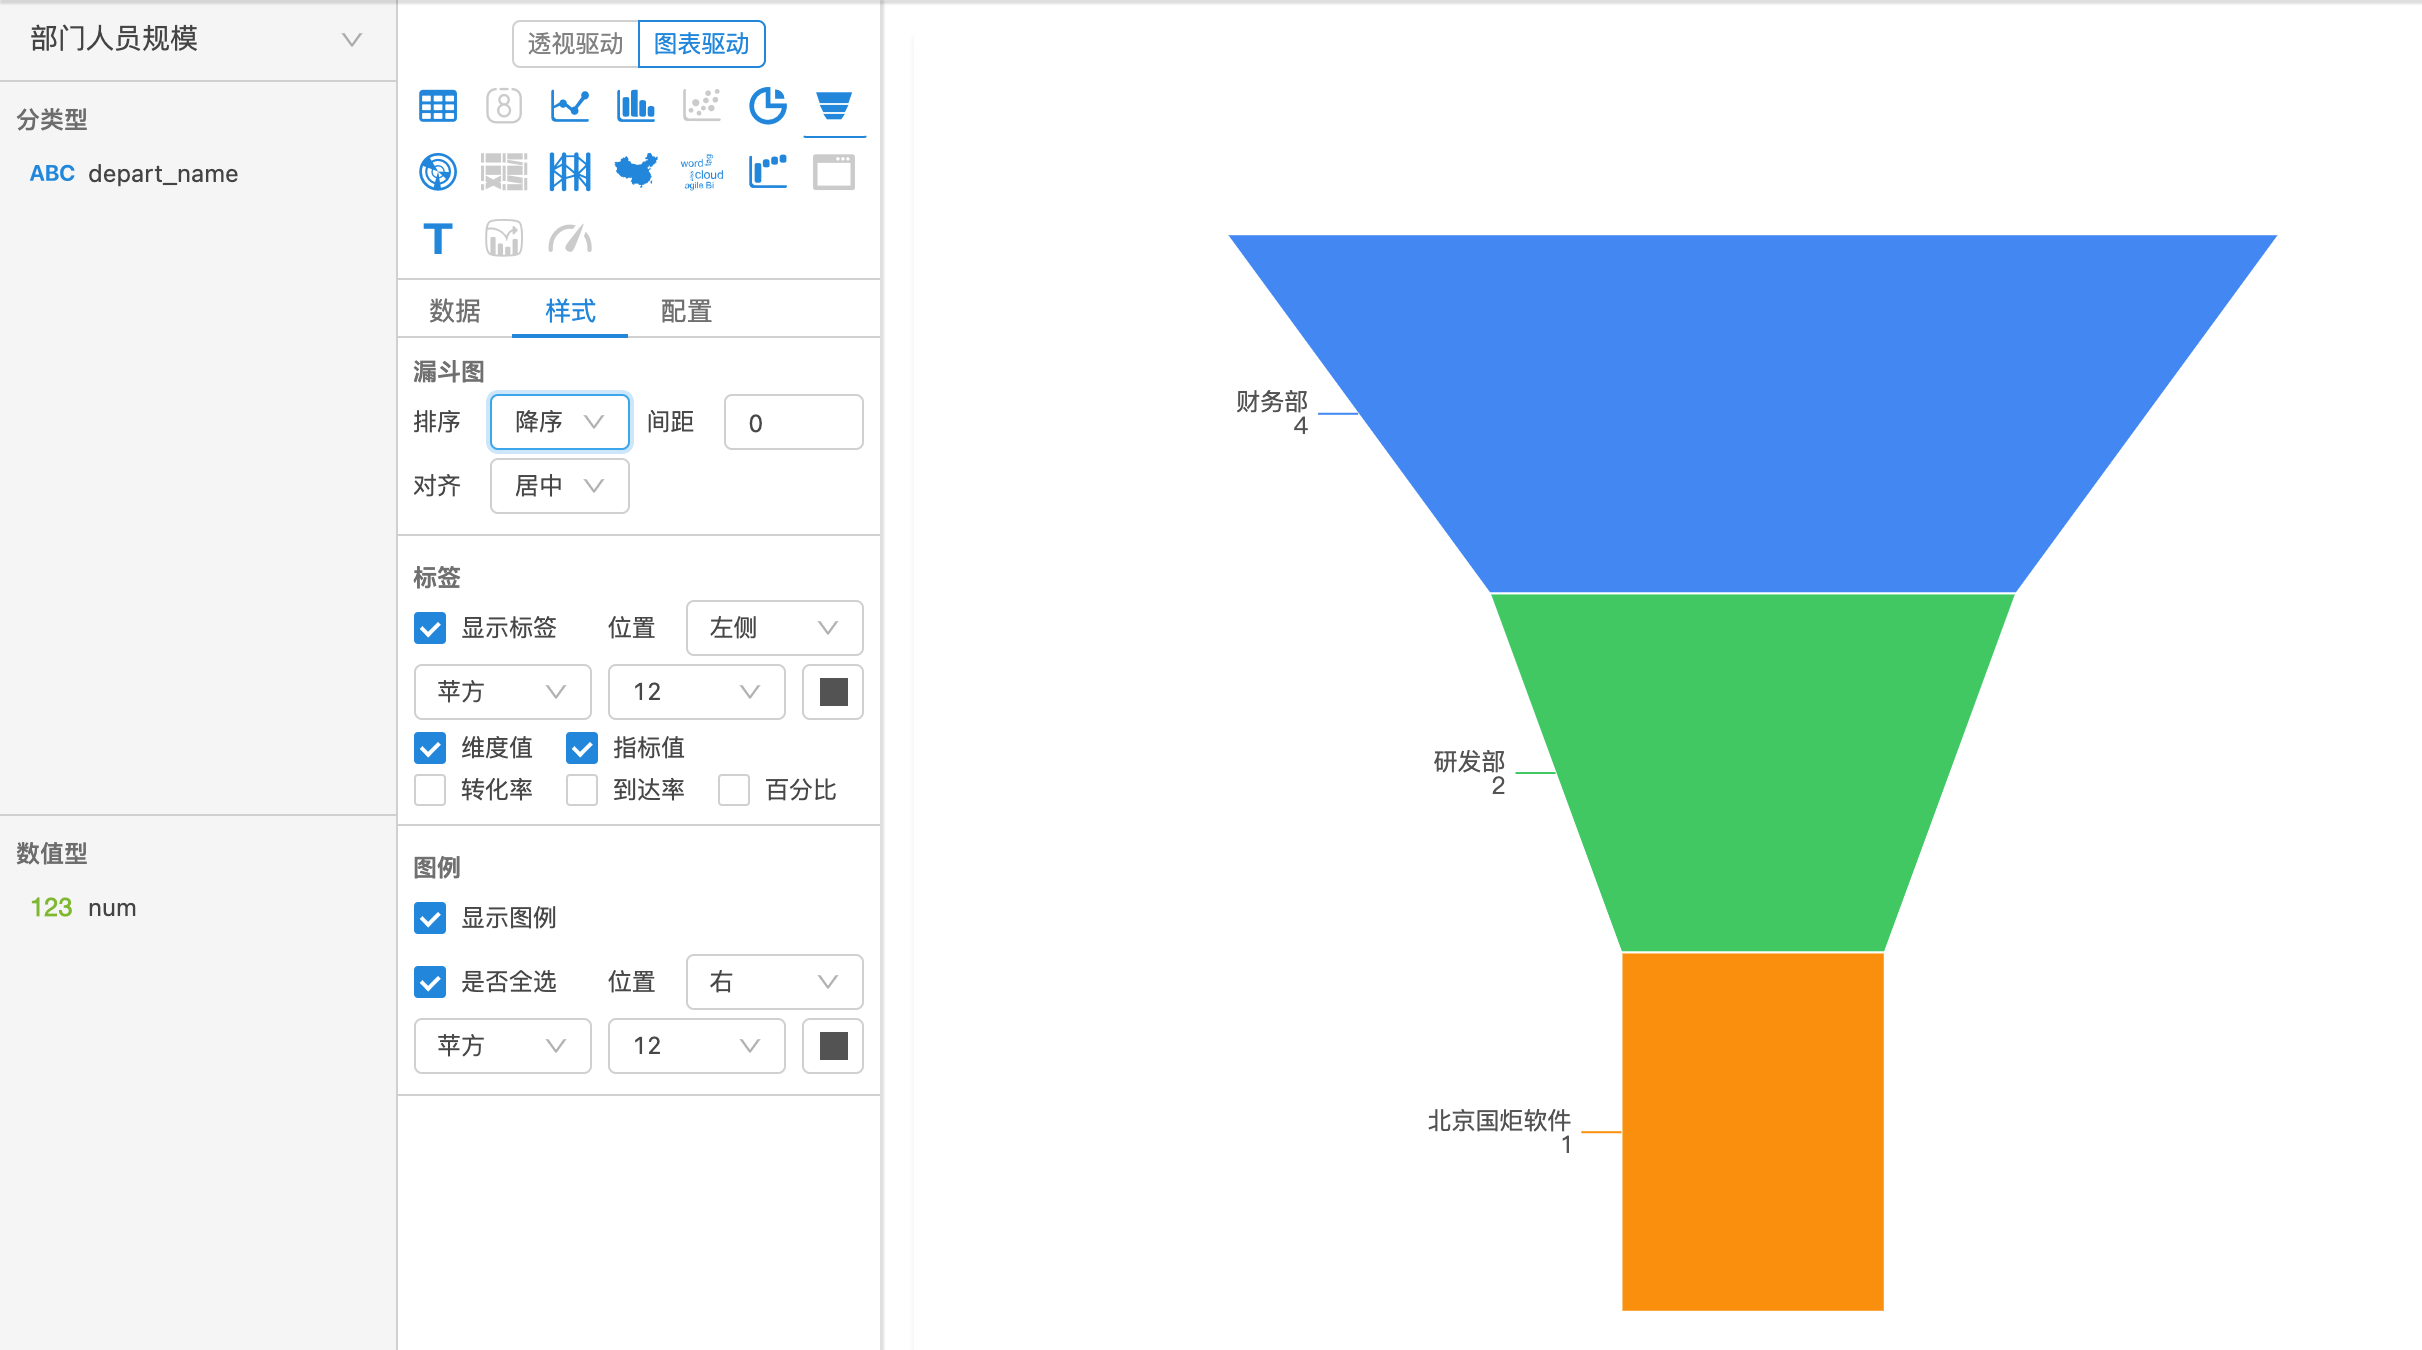 部门人员规模
分类型
ABC depart_name
数值型
123 num
透视驱动 图表驱动
8
word cloud
agile Bi
T
数据 样式 配置
漏斗图
排序 降序 间距 0
对齐 居中
标签
显示标签 位置 左侧
苹方 12
维度值 指标值
转化率 到达率 百分比
图例
显示图例
是否全选 位置 右
苹方 12
财务部
4
研发部
2
北京国炬软件
1